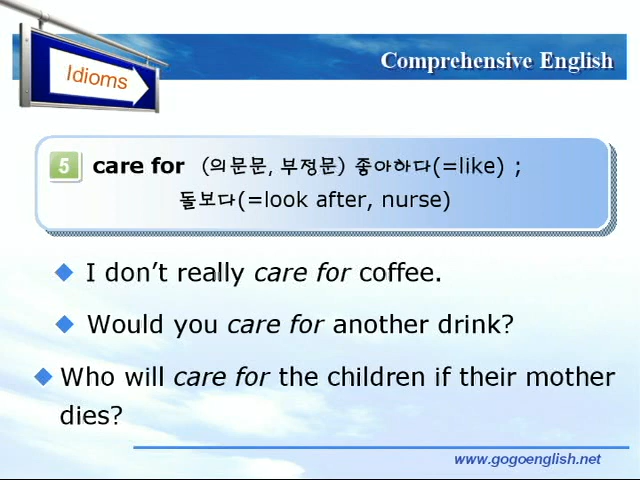 Idioms
Comprehensive English
5 care for (의문문, 부정문) 좋아하다(=like) ;
돌보다(=look after, nurse)
I don’t really care for coffee.
Would you care for another drink?
Who will care for the children if their mother
dies?
www.gogoenglish.net